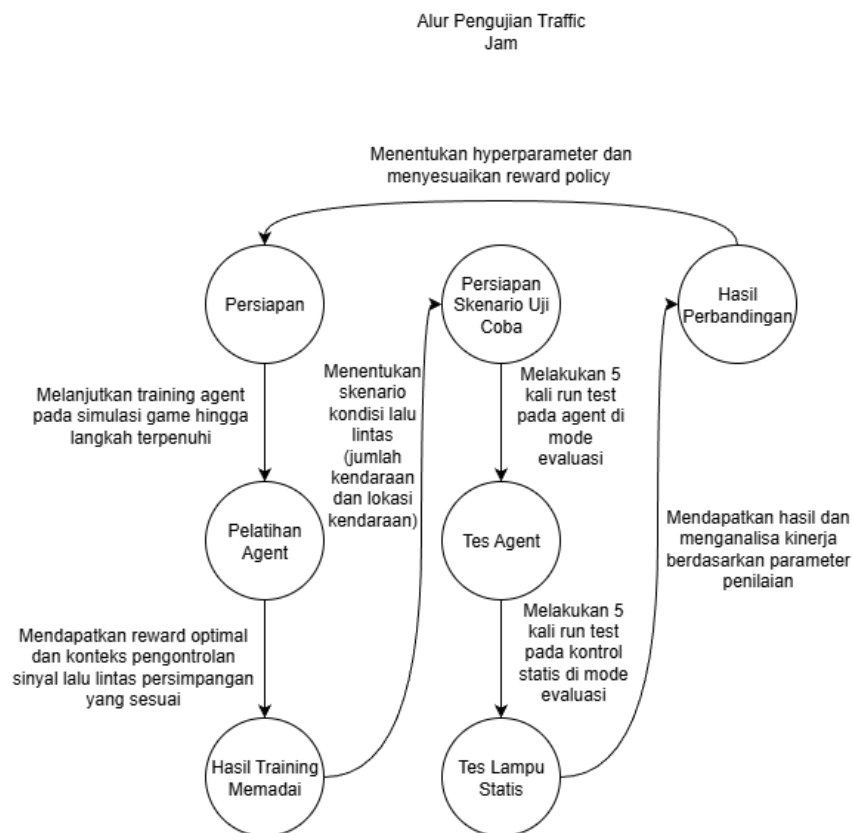 Alur Pengujian Traffic
Jam
Menentukan hyperparameter dan
menyesuaikan reward policy
Persiapan
Melanjutkan training agent
pada simulasi game hingga
langkah terpenuhi
Pelatihan
Agent
Mendapatkan reward optimal
dan konteks pengontrolan
sinyal lalu lintas persimpangan
yang sesuai
Hasil Training
Memadai
Menentukan
skenario
kondisi lalu
lintas
(jumlah
kendaraan
dan lokasi
kendaraan)
Persiapan
Skenario Uji
Coba
Melakukan 5
kali run test
pada agent di
mode
evaluasi
Tes Agent
Melakukan 5
kali run test
pada kontrol
statis di mode
evaluasi
Tes Lampu
Statis
Mendapatkan hasil dan
menganalisa kinerja
berdasarkan parameter
penilaian
Hasil
Perbandingan